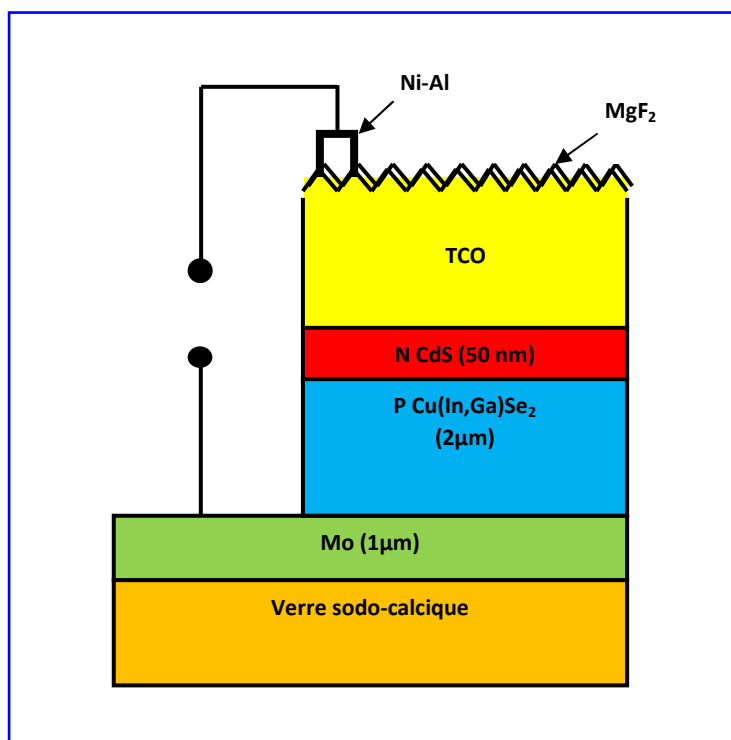 Ni-Al
MgF₂
TCO
N CdS (50 nm)
P Cu(In,Ga)Se₂
(2µm)
Mo (1µm)
Verre sodo-calcique